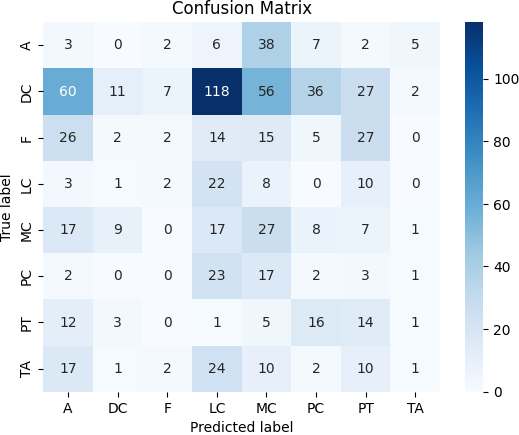 Confusion Matrix
A 3 0 2 6 38 7 2 5
DC 60 11 7 118 56 36 27 2
F 26 2 2 14 15 5 27 0
LC 3 1 2 22 8 0 10 0
MC 17 9 0 17 27 8 7 1
PC 2 0 0 23 17 2 3 1
PT 12 3 0 1 5 16 14 1
TA 17 1 2 24 10 2 10 1
A DC F LC MC PC PT TA
Predicted label
True label
100
80
60
40
20
0